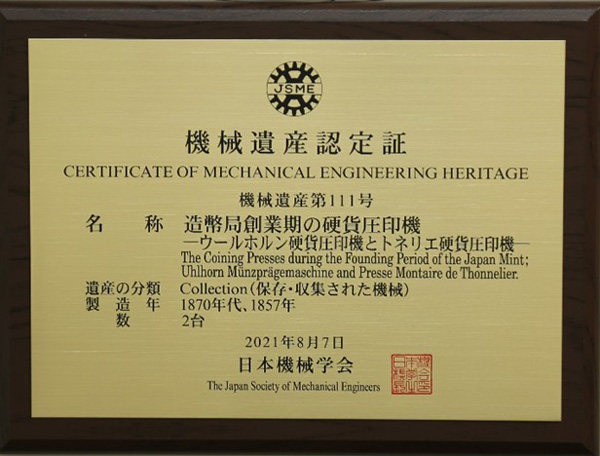 JSME
機械遺産認定証
CERTIFICATE OF MECHANICAL ENGINEERING HERITAGE
機械遺産第111号
名 称 造幣局創業期の硬貨圧印機
―ウールホルン硬貨圧印機とトネリエ硬貨圧印機―
The Coining Presses during the Founding Period of the Japan Mint;
Uhlhorn Münzprägemaschine and Presse Montaire de Thonnelier.
遺産の分類 Collection(保存・収集された機械)
製 造 年 1870年代、1857年
数 2台
2021年8月7日
日本機械学会
The Japan Society of Mechanical Engineers